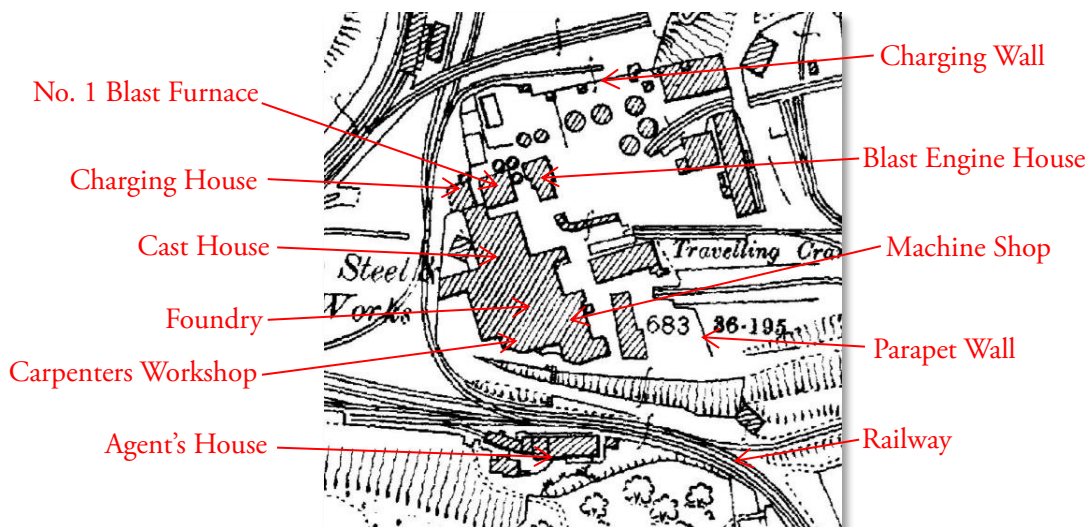 Charging Wall
No. 1 Blast Furnace
Blast Engine House
Charging House
Cast House
Machine Shop
Travelling Cra
Steel &
Works
Foundry
683 36·195
Parapet Wall
Carpenters Workshop
Agent's House
Railway